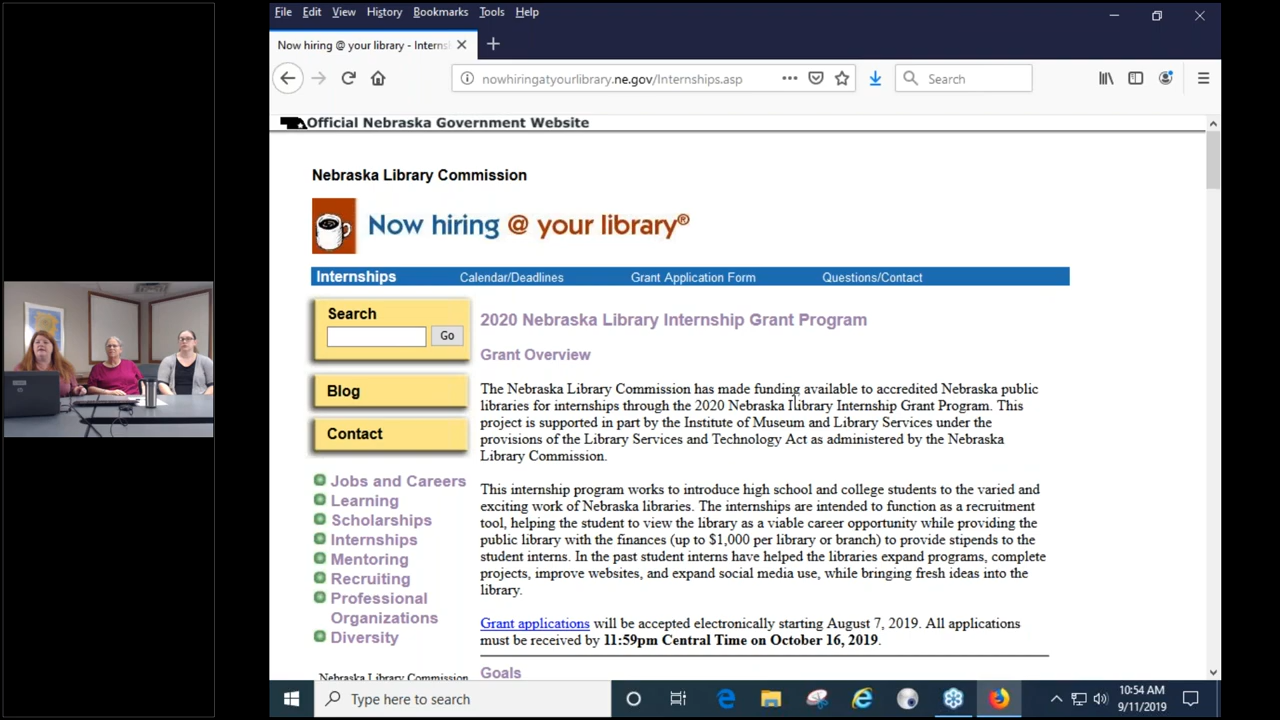 File Edit View History Bookmarks Tools Help
Now hiring @ your library - Interns
nowhiringatyourlibrary.ne.gov/Internships.asp
Search
Official Nebraska Government Website
Nebraska Library Commission
Now hiring @ your library®
Internships Calendar/Deadlines Grant Application Form Questions/Contact
Search
Go
Blog
Contact
Jobs and Careers
Learning
Scholarships
Internships
Mentoring
Recruiting
Professional
Organizations
Diversity
Nebraska Library Commission
2020 Nebraska Library Internship Grant Program
Grant Overview
The Nebraska Library Commission has made funding available to accredited Nebraska public
libraries for internships through the 2020 Nebraska Library Internship Grant Program. This
project is supported in part by the Institute of Museum and Library Services under the
provisions of the Library Services and Technology Act as administered by the Nebraska
Library Commission.
This internship program works to introduce high school and college students to the varied and
exciting work of Nebraska libraries. The internships are intended to function as a recruitment
tool, helping the student to view the library as a viable career opportunity while providing the
public library with the finances (up to $1,000 per library or branch) to provide stipends to the
student interns. In the past student interns have helped the libraries expand programs, complete
projects, improve websites, and expand social media use, while bringing fresh ideas into the
library.
Grant applications will be accepted electronically starting August 7, 2019. All applications
must be received by 11:59pm Central Time on October 16, 2019.
Goals
Type here to search
10:54 AM
9/11/2019